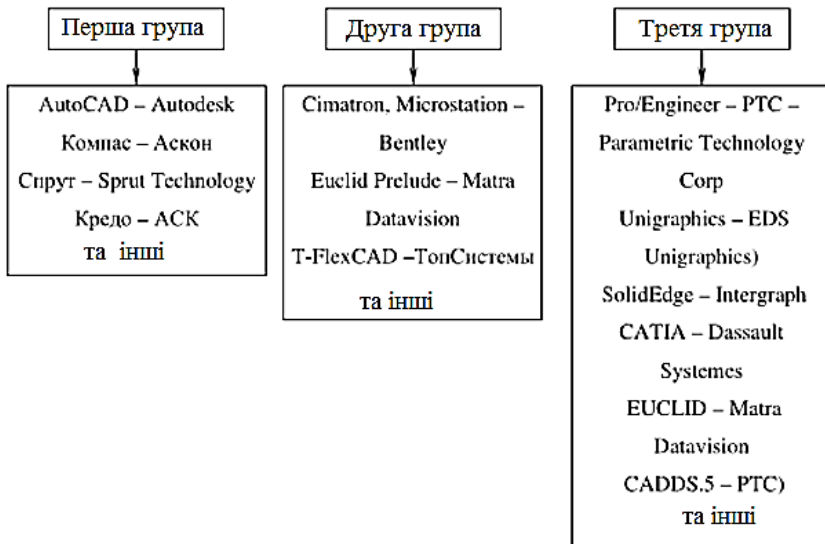 Перша група
AutoCAD – Autodesk
Компас – Аскон
Спрут – Sprut Technology
Кредо – АСК
та інші
Друга група
Cimatron, Microstation –
Bentley
Euclid Prelude – Matra
Datavision
T-FlexCAD –ТопСистемы
та інші
Третя група
Pro/Engineer – PTC –
Parametric Technology
Corp
Unigraphics – EDS
Unigraphics)
SolidEdge – Intergraph
CATIA – Dassault
Systemes
EUCLID – Matra
Datavision
CADDS.5 – PTC)
та інші